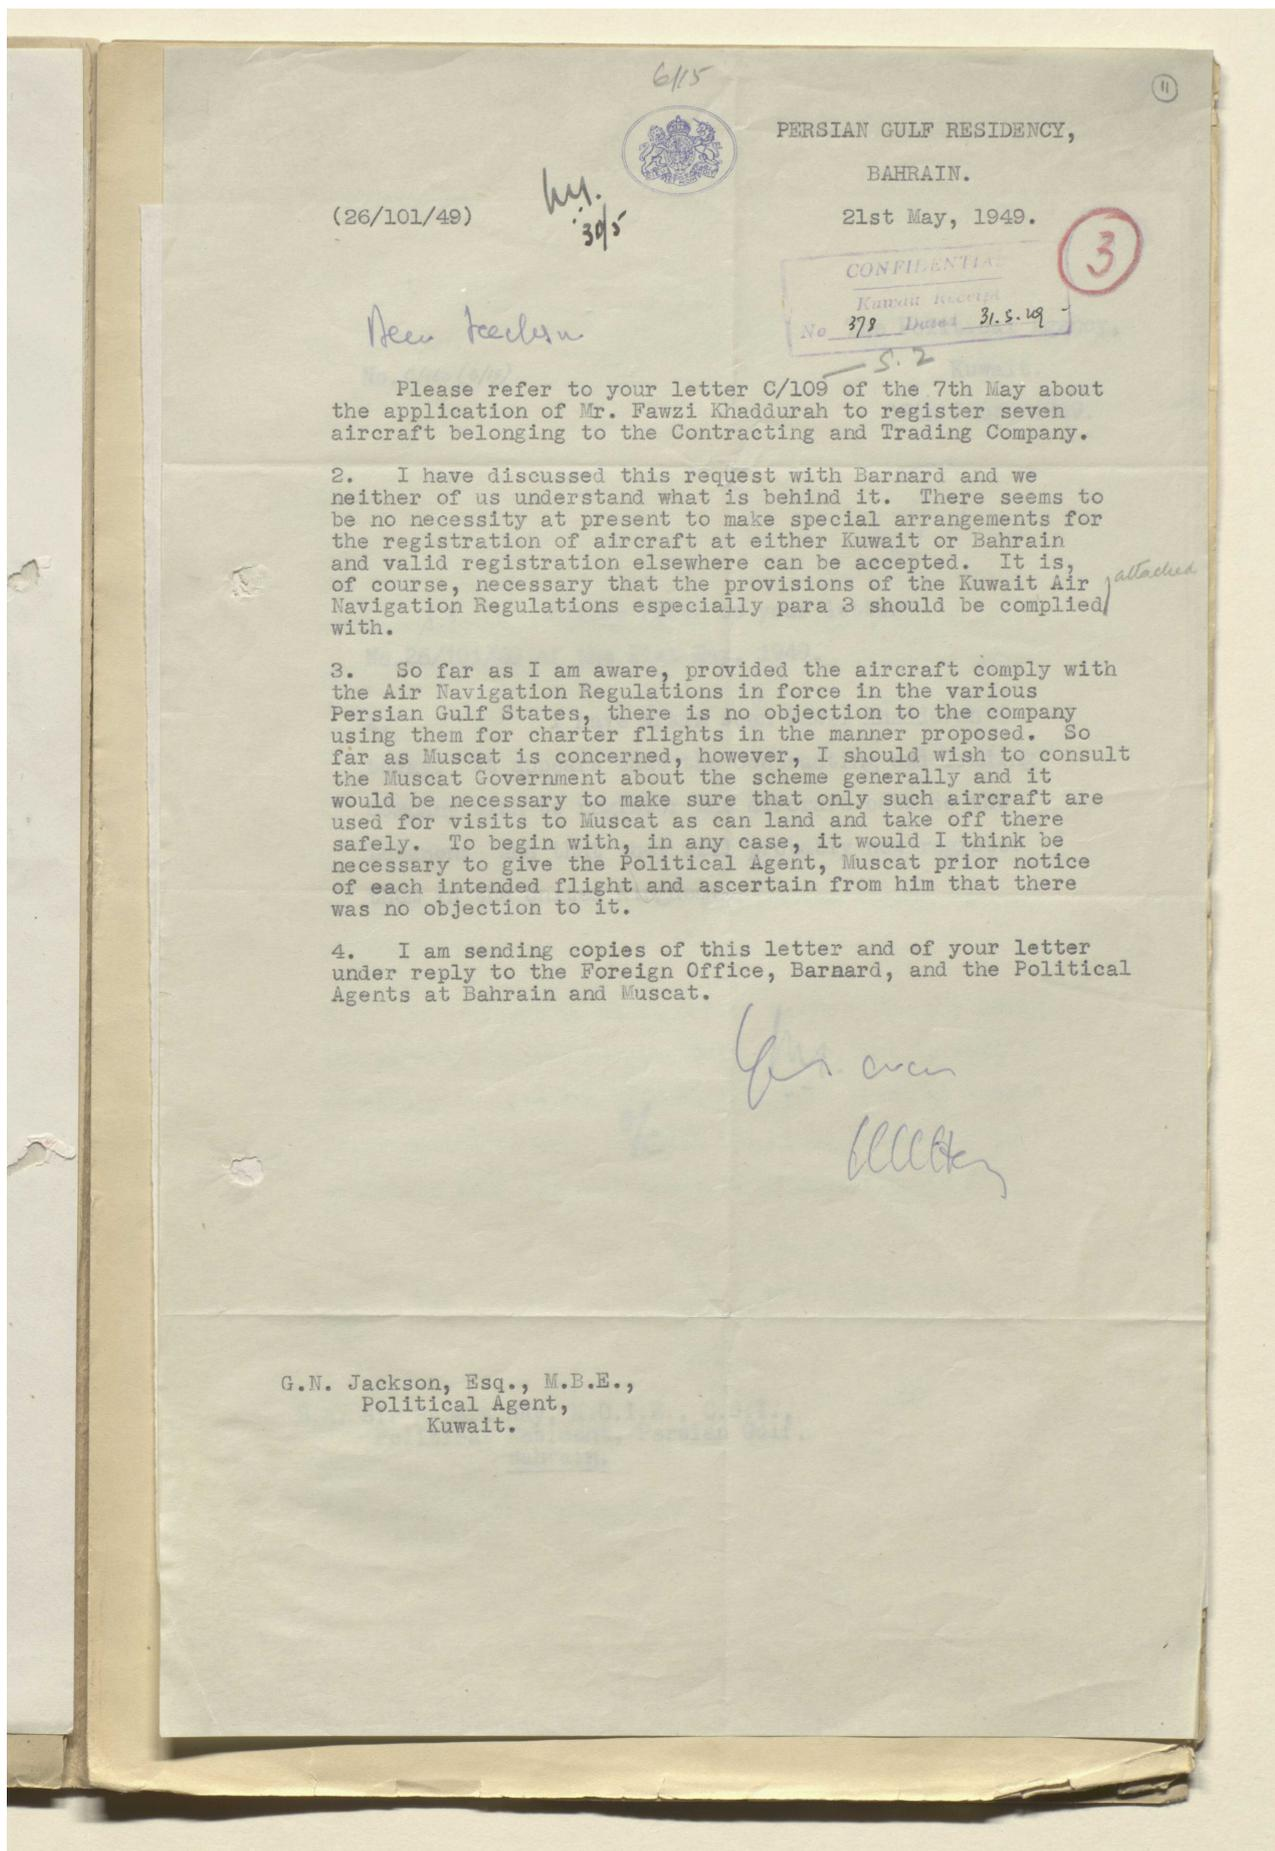 6/15
11
PERSIAN GULF RESIDENCY,
BAHRAIN.
(26/101/49)
30/5
21st May, 1949.
3
CONFIDENTIAL
Kuwait Receipt
No 378 Dated 31.5.49
Dear Jackson
S.2
Please refer to your letter C/109 of the 7th May about
the application of Mr. Fawzi Khaddurah to register seven
aircraft belonging to the Contracting and Trading Company.
2. I have discussed this request with Barnard and we
neither of us understand what is behind it. There seems to
be no necessity at present to make special arrangements for
the registration of aircraft at either Kuwait or Bahrain
and valid registration elsewhere can be accepted. It is,
of course, necessary that the provisions of the Kuwait Air
attached
Navigation Regulations especially para 3 should be complied
with.
3. So far as I am aware, provided the aircraft comply with
the Air Navigation Regulations in force in the various
Persian Gulf States, there is no objection to the company
using them for charter flights in the manner proposed. So
far as Muscat is concerned, however, I should wish to consult
the Muscat Government about the scheme generally and it
would be necessary to make sure that only such aircraft are
used for visits to Muscat as can land and take off there
safely. To begin with, in any case, it would I think be
necessary to give the Political Agent, Muscat prior notice
of each intended flight and ascertain from him that there
was no objection to it.
4. I am sending copies of this letter and of your letter
under reply to the Foreign Office, Barnard, and the Political
Agents at Bahrain and Muscat.
Yours ever
G.N. Jackson, Esq., M.B.E.,
Political Agent,
Kuwait.